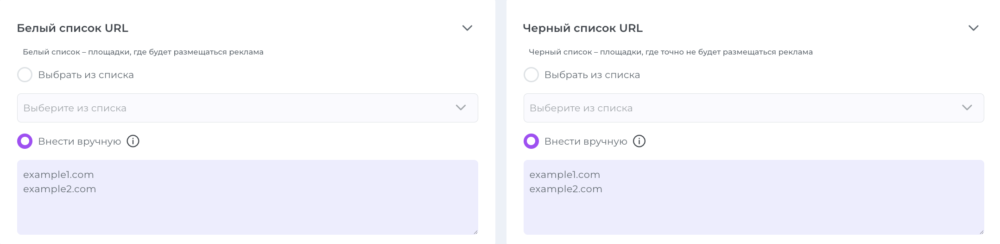 Белый список URL
Белый список – площадки, где будет размещаться реклама
Выбрать из списка
Выберите из списка
Внести вручную
example1.com
example2.com
Черный список URL
Черный список – площадки, где точно не будет размещаться реклама
Выбрать из списка
Выберите из списка
Внести вручную
example1.com
example2.com